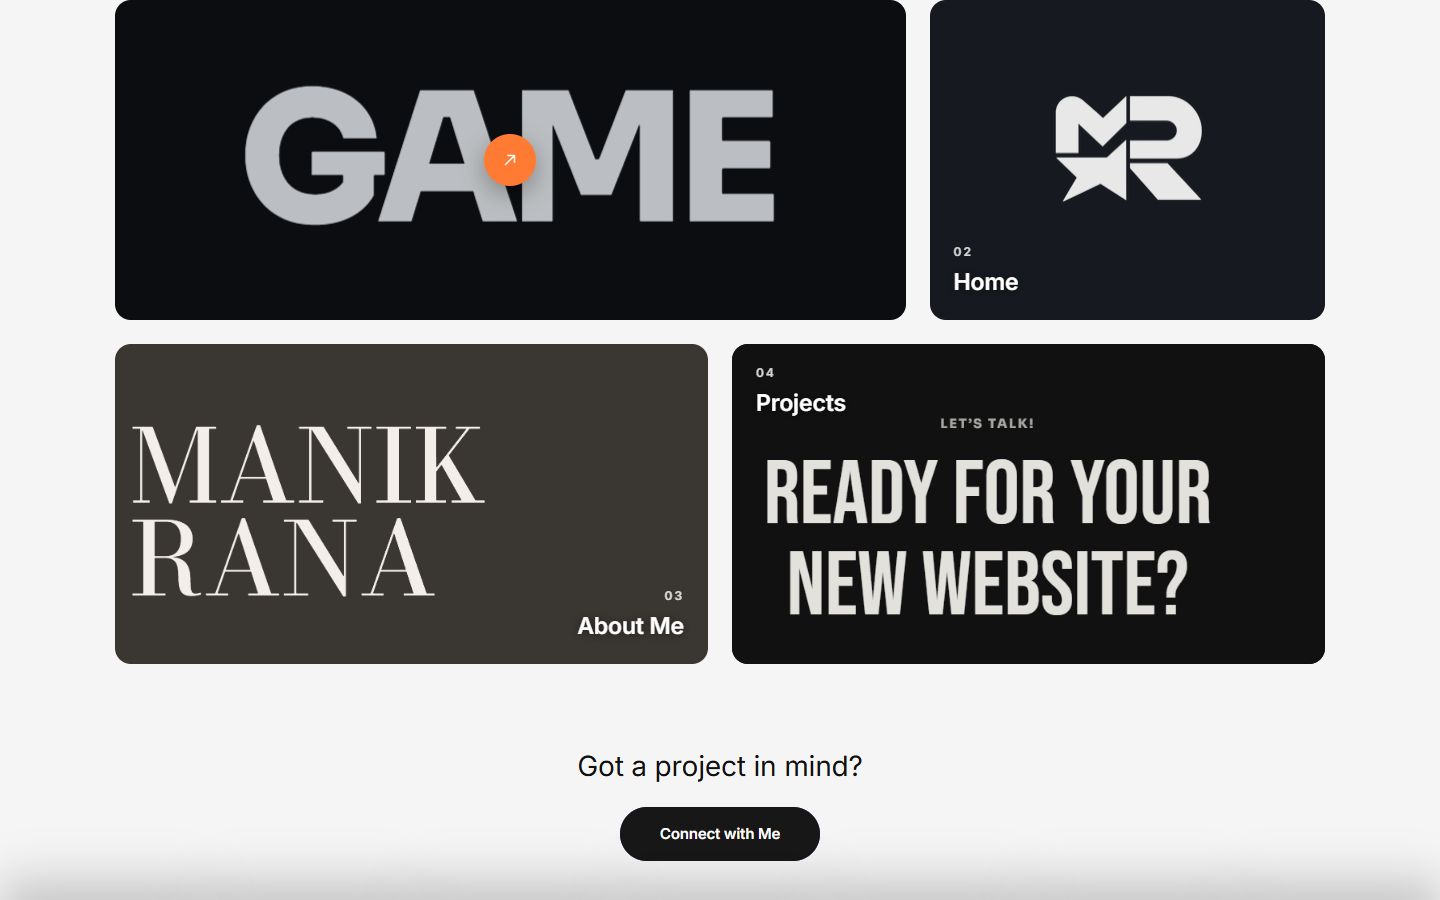 GAME
MR
02
Home
MANIK
RANA
03
About Me
04
Projects
LET'S TALK!
READY FOR YOUR
NEW WEBSITE?
Got a project in mind?
Connect with Me